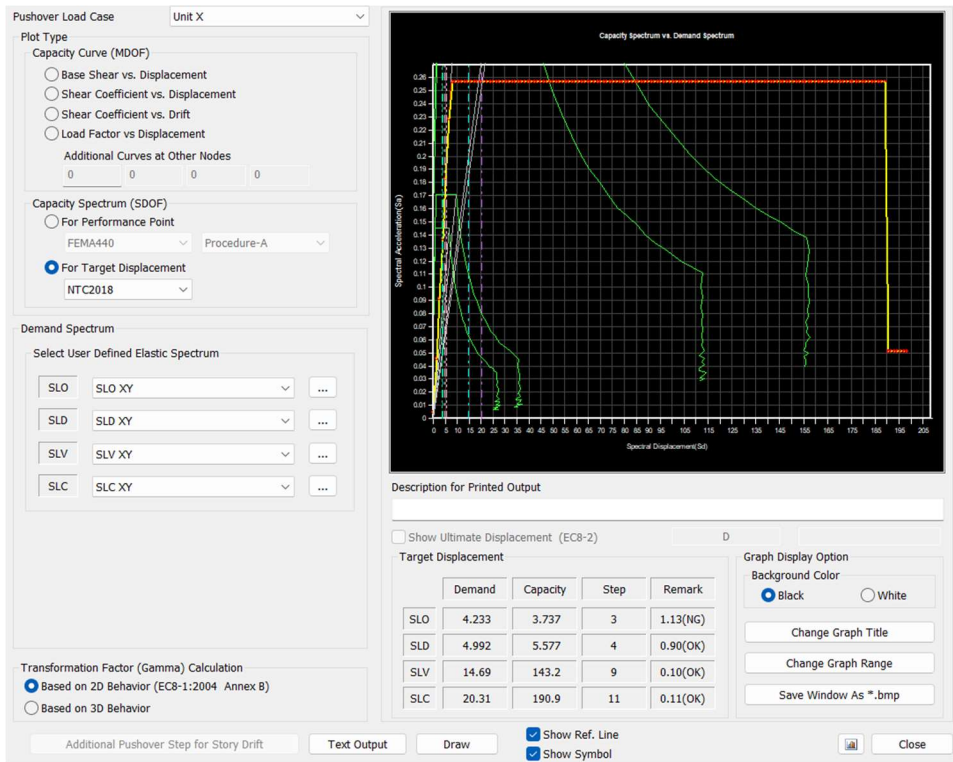 Pushover Load Case
Unit X
Plot Type
Capacity Curve (MDOF)
Base Shear vs. Displacement
Shear Coefficient vs. Displacement
Shear Coefficient vs. Drift
Load Factor vs Displacement
Additional Curves at Other Nodes
0 0 0 0
Capacity Spectrum (SDOF)
For Performance Point
FEMA440 Procedure-A
For Target Displacement
NTC2018
Demand Spectrum
Select User Defined Elastic Spectrum
SLO SLO XY ...
SLD SLD XY ...
SLV SLV XY ...
SLC SLC XY ...
Transformation Factor (Gamma) Calculation
Based on 2D Behavior (EC8-1:2004 Annex B)
Based on 3D Behavior
Capacity Spectrum vs. Demand Spectrum
Spectral Acceleration(Sa)
0.26
0.25
0.24
0.23
0.22
0.21
0.2
0.19
0.18
0.17
0.16
0.15
0.14
0.13
0.12
0.11
0.1
0.09
0.08
0.07
0.06
0.05
0.04
0.03
0.02
0.01
0
0 5 10 15 20 25 30 35 40 45 50 55 60 65 70 75 80 85 90 95 105 115 125 135 145 155 165 175 185 195 205
Spectral Displacement(Sd)
Description for Printed Output
Show Ultimate Displacement (EC8-2) D
Target Displacement
Demand Capacity Step Remark
SLO 4.233 3.737 3 1.13(NG)
SLD 4.992 5.577 4 0.90(OK)
SLV 14.69 143.2 9 0.10(OK)
SLC 20.31 190.9 11 0.11(OK)
Graph Display Option
Background Color
Black White
Change Graph Title
Change Graph Range
Save Window As *.bmp
Additional Pushover Step for Story Drift
Text Output
Draw
Show Ref. Line
Show Symbol
Close